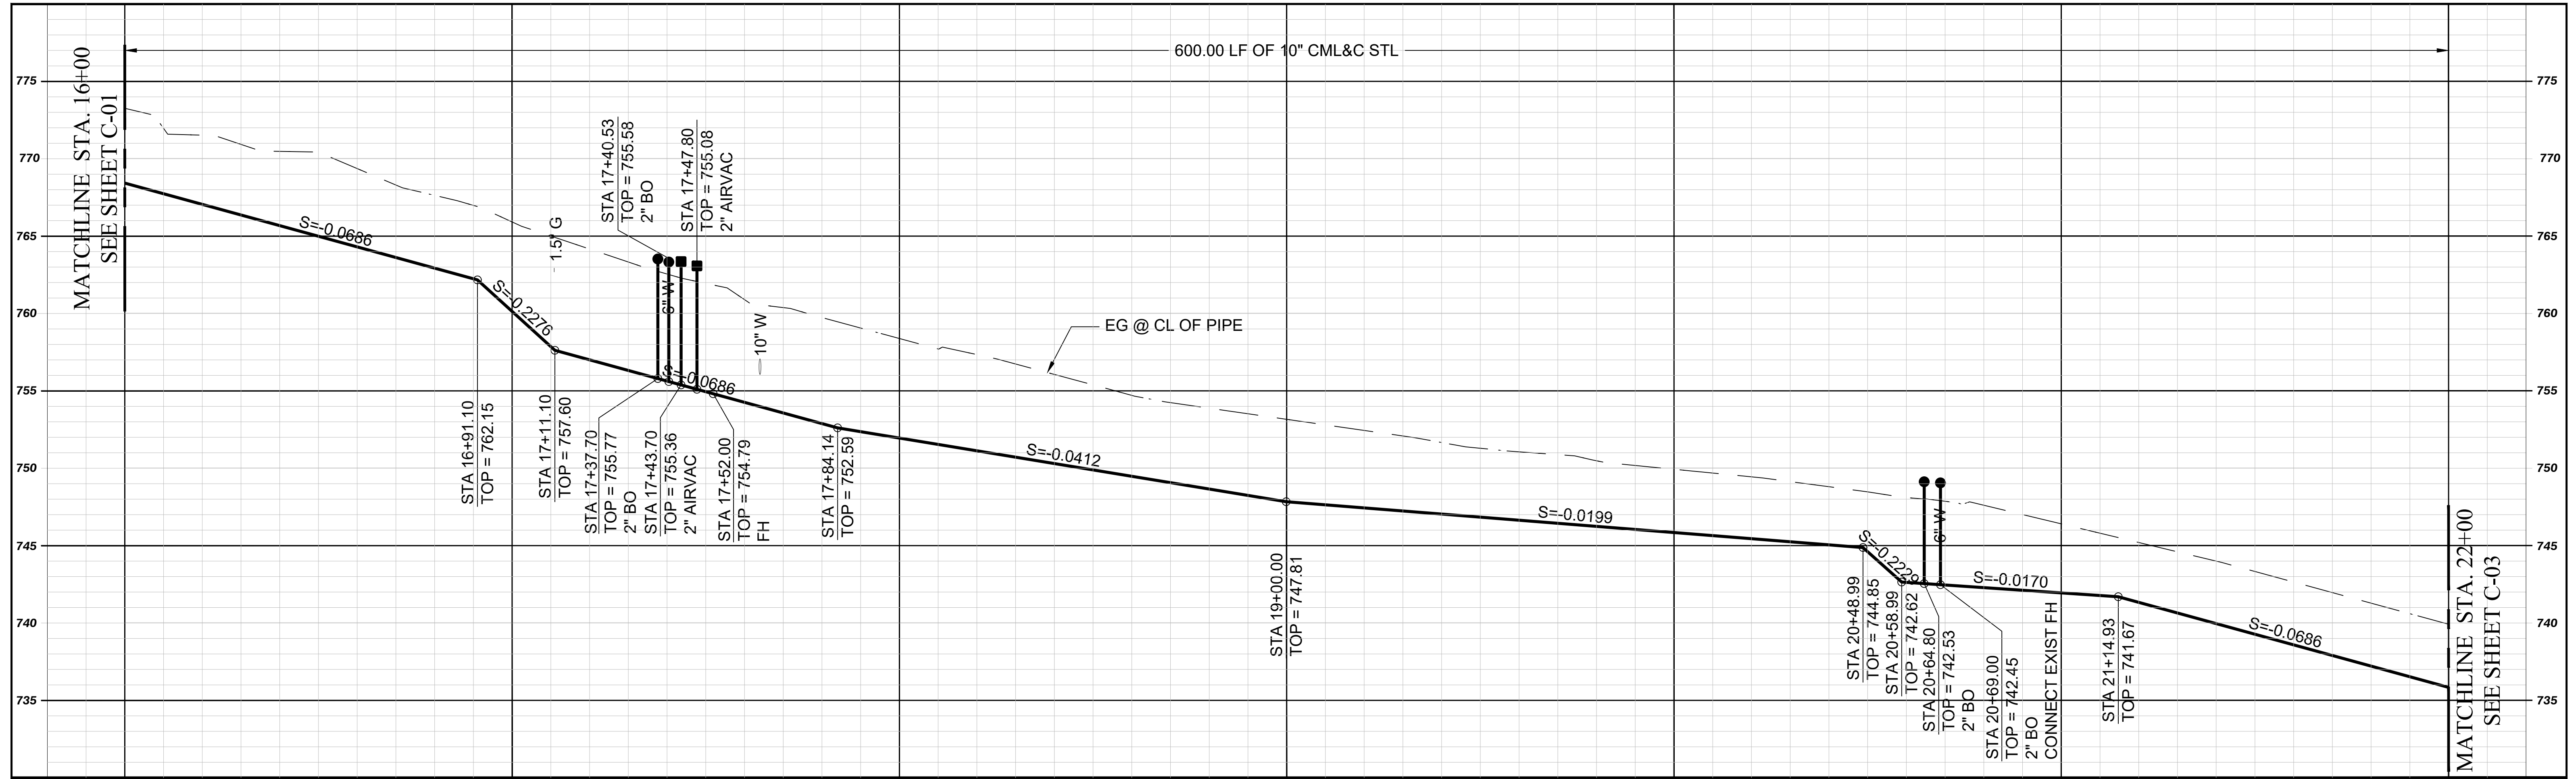 600.00 LF OF 10" CML&C STL
MATCHLINE STA. 16+00
SEE SHEET C-01
775
770
765
760
755
750
745
740
735
S=-0.0686
STA 16+91.10
TOP = 762.15
S=-0.2276
1.5" G
STA 17+11.10
TOP = 757.60
STA 17+40.53
TOP = 755.58
2" BO
STA 17+47.80
TOP = 755.08
2" AIRVAC
6" W
S=-0.0686
10" W
STA 17+37.70
TOP = 755.77
2" BO
STA 17+43.70
TOP = 755.36
2" AIRVAC
STA 17+52.00
TOP = 754.79
FH
STA 17+84.14
TOP = 752.59
EG @ CL OF PIPE
S=-0.0412
STA 19+00.00
TOP = 747.81
S=-0.0199
STA 20+48.99
TOP = 744.85
S=-0.2229
STA 20+58.99
TOP = 742.62
STA 20+64.80
TOP = 742.53
2" BO
6" W
STA 20+69.00
TOP = 742.45
2" BO
CONNECT EXIST FH
S=-0.0170
STA 21+14.93
TOP = 741.67
S=-0.0686
MATCHLINE STA. 22+00
SEE SHEET C-03
775
770
765
760
755
750
745
740
735